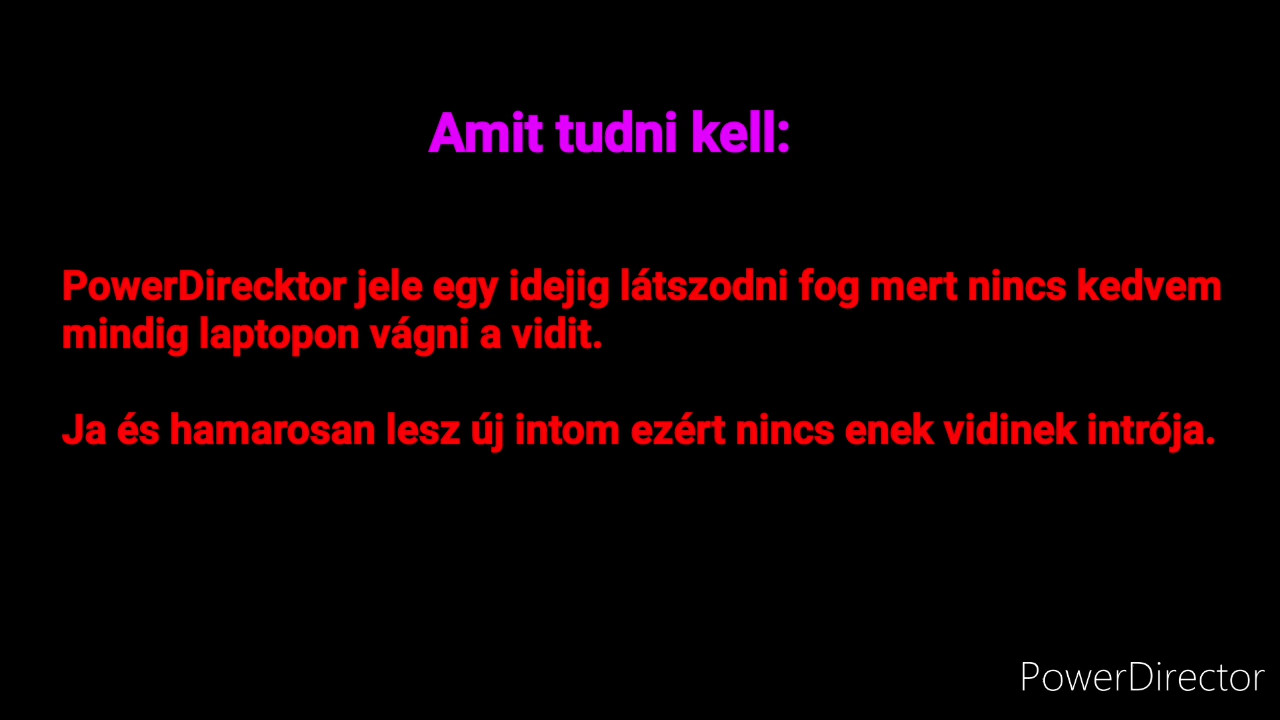 Amit tudni kell:
PowerDirecktor jele egy idejig látszodni fog mert nincs kedvem
mindig laptopon vágni a vidit.
Ja és hamarosan lesz új intom ezért nincs enek vidinek intrója.
PowerDirector